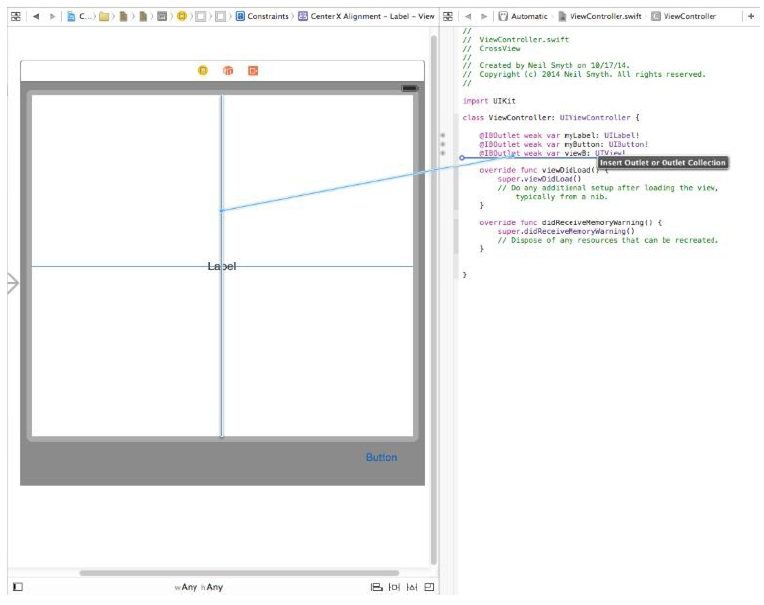 C...
Constraints
Center X Alignment - Label - View
Automatic
ViewController.swift
ViewController
+
//
//  ViewController.swift
//  CrossView
//
//  Created by Neil Smyth on 10/17/14.
//  Copyright (c) 2014 Neil Smyth. All rights reserved.
//
import UIKit
class ViewController: UIViewController {
@IBOutlet weak var myLabel: UILabel!
@IBOutlet weak var myButton: UIButton!
@IBOutlet weak var viewB: UIView!
Insert Outlet or Outlet Collection
override func viewDidLoad() {
super.viewDidLoad()
// Do any additional setup after loading the view,
typically from a nib.
}
override func didReceiveMemoryWarning() {
super.didReceiveMemoryWarning()
// Dispose of any resources that can be recreated.
}
}
Label
Button
wAny hAny